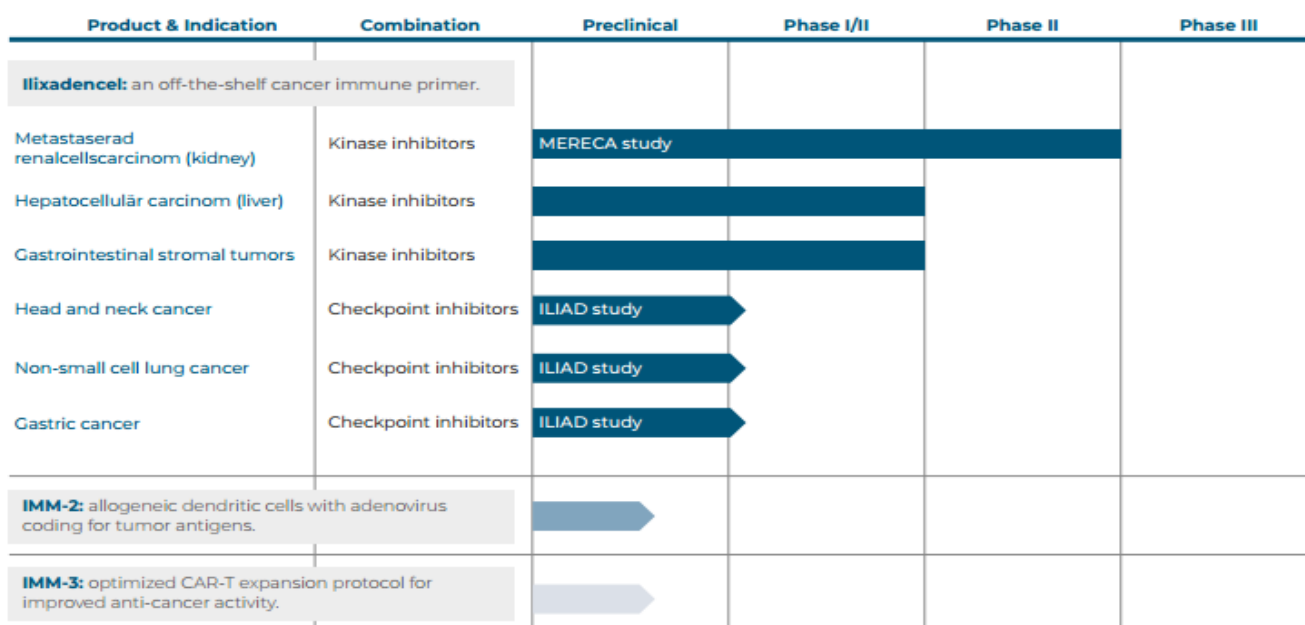 Product & Indication Combination Preclinical Phase I/II Phase II Phase III
Ilixadencel: an off-the-shelf cancer immune primer.
Metastaserad
renalcellscarcinom (kidney)
Kinase inhibitors
MERECA study
Hepatocellulär carcinom (liver)
Kinase inhibitors
Gastrointestinal stromal tumors
Kinase inhibitors
Head and neck cancer
Checkpoint inhibitors
ILIAD study
Non-small cell lung cancer
Checkpoint inhibitors
ILIAD study
Gastric cancer
Checkpoint inhibitors
ILIAD study
IMM-2: allogeneic dendritic cells with adenovirus
coding for tumor antigens.
IMM-3: optimized CAR-T expansion protocol for
improved anti-cancer activity.